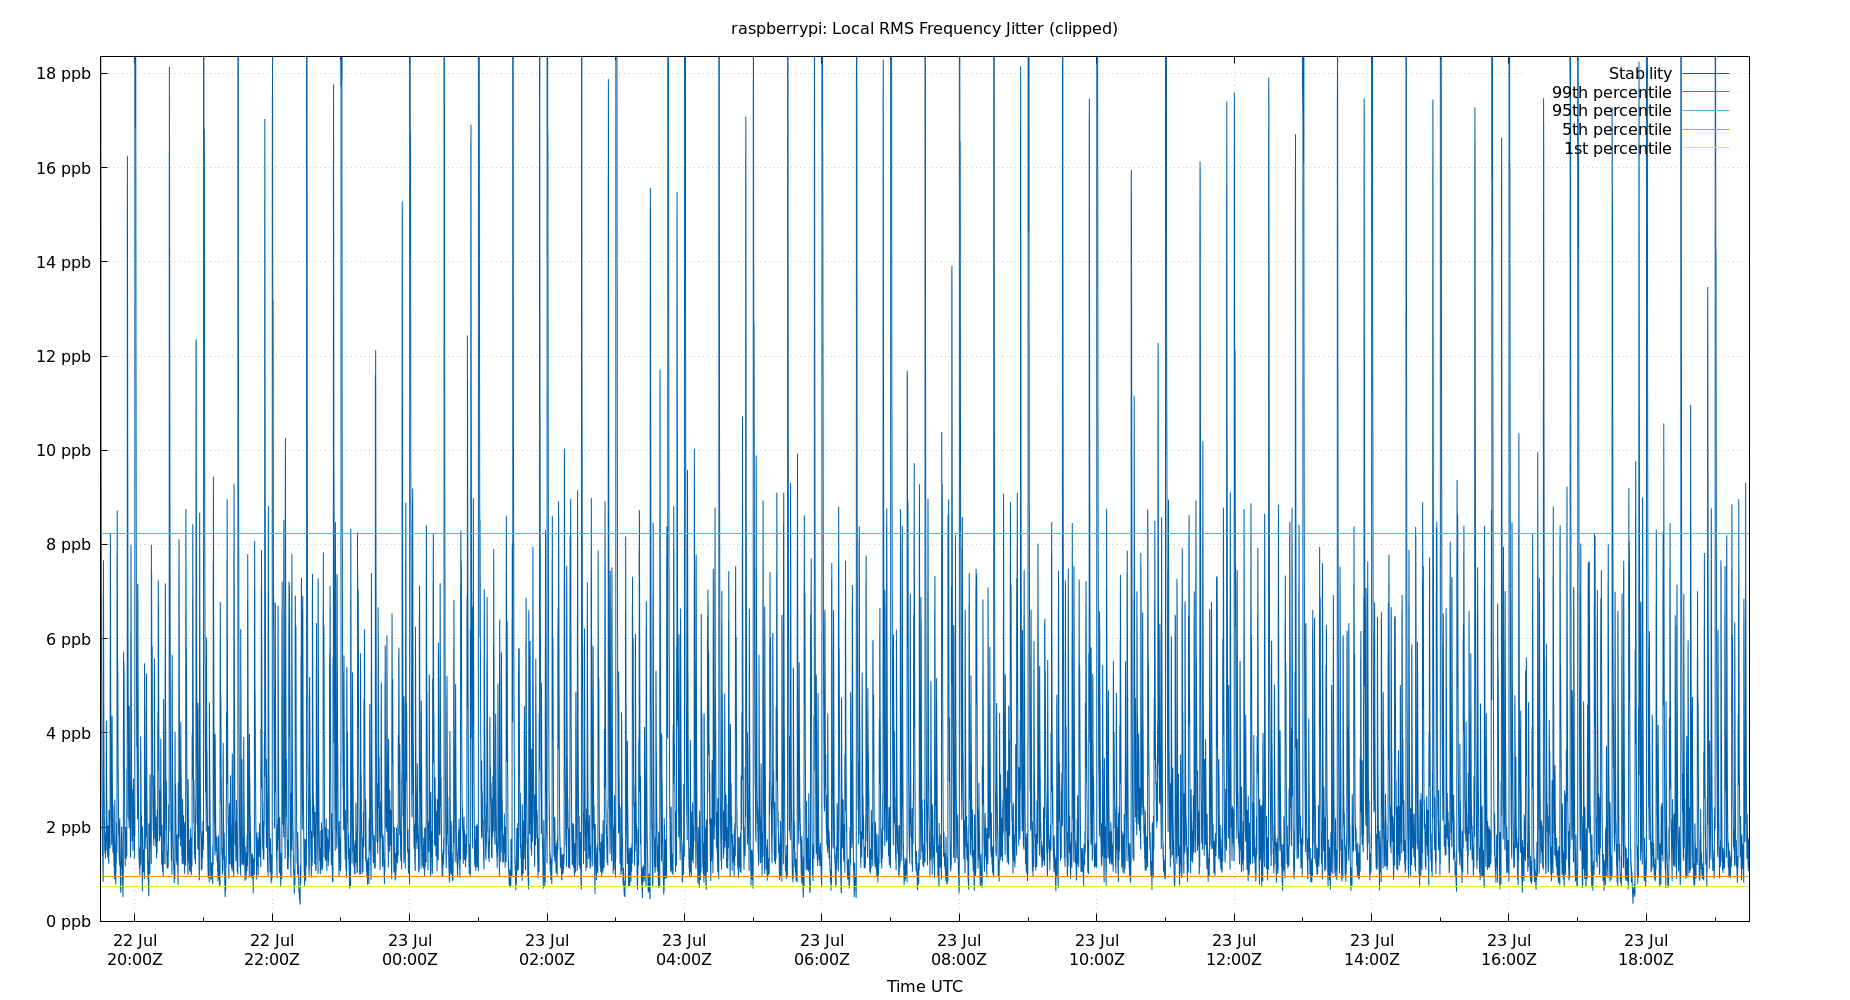 raspberrypi: Local RMS Frequency Jitter (clipped)
18 ppb
16 ppb
14 ppb
12 ppb
10 ppb
8 ppb
6 ppb
4 ppb
2 ppb
0 ppb
Stability
99th percentile
95th percentile
5th percentile
1st percentile
22 Jul 22 Jul 23 Jul 23 Jul 23 Jul 23 Jul 23 Jul 23 Jul 23 Jul 23 Jul 23 Jul 23 Jul
20:00Z 22:00Z 00:00Z 02:00Z 04:00Z 06:00Z 08:00Z 10:00Z 12:00Z 14:00Z 16:00Z 18:00Z
Time UTC